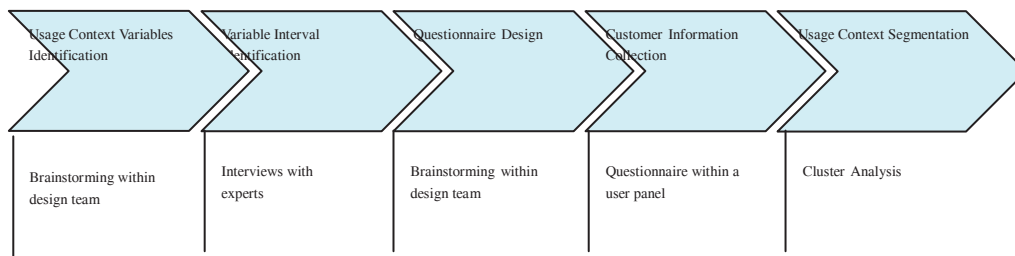 Usage Context Variables
Identification
Variable Interval
Identification
Questionnaire Design
Customer Information
Collection
Usage Context Segmentation
Brainstorming within
design team
Interviews with
experts
Brainstorming within
design team
Questionnaire within a
user panel
Cluster Analysis